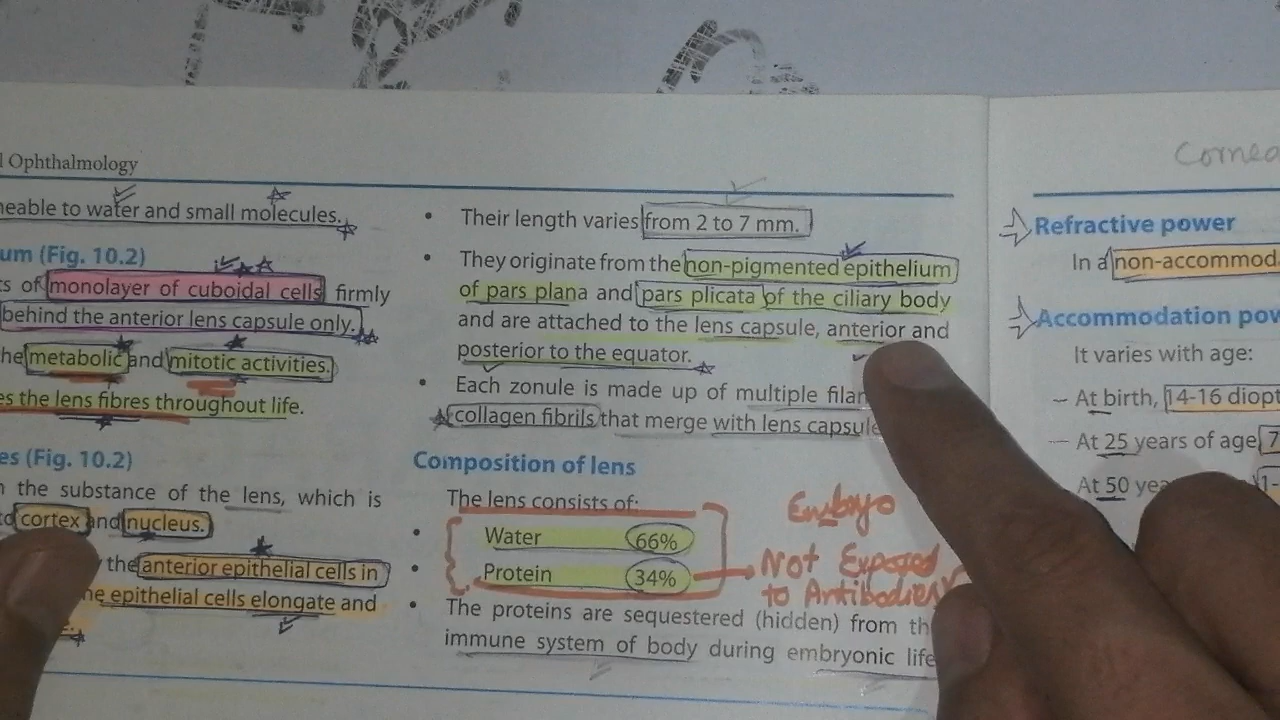 l Ophthalmology
neable to water and small molecules.
um (Fig. 10.2)
ts of monolayer of cuboidal cells firmly
behind the anterior lens capsule only.
he metabolic and mitotic activities.
es the lens fibres throughout life.
es (Fig. 10.2)
n the substance of the lens, which is
cortex and nucleus.
the anterior epithelial cells in
he epithelial cells elongate and
• Their length varies from 2 to 7 mm.
• They originate from the non-pigmented epithelium
of pars plana and pars plicata of the ciliary body
and are attached to the lens capsule, anterior and
posterior to the equator.
• Each zonule is made up of multiple
collagen fibrils that merge with lens capsule
Composition of lens
The lens consists of:
• Water 66%
• Protein 34%
Embryo
Not Exposed
to Antibodies
• The proteins are sequestered (hidden) from th
immune system of body during embryonic life
Cornea
Refractive power
In a non-accommoda
Accommodation pow
It varies with age:
– At birth, 14-16 diopt
— At 25 years of age 7
At 50 yea 1-